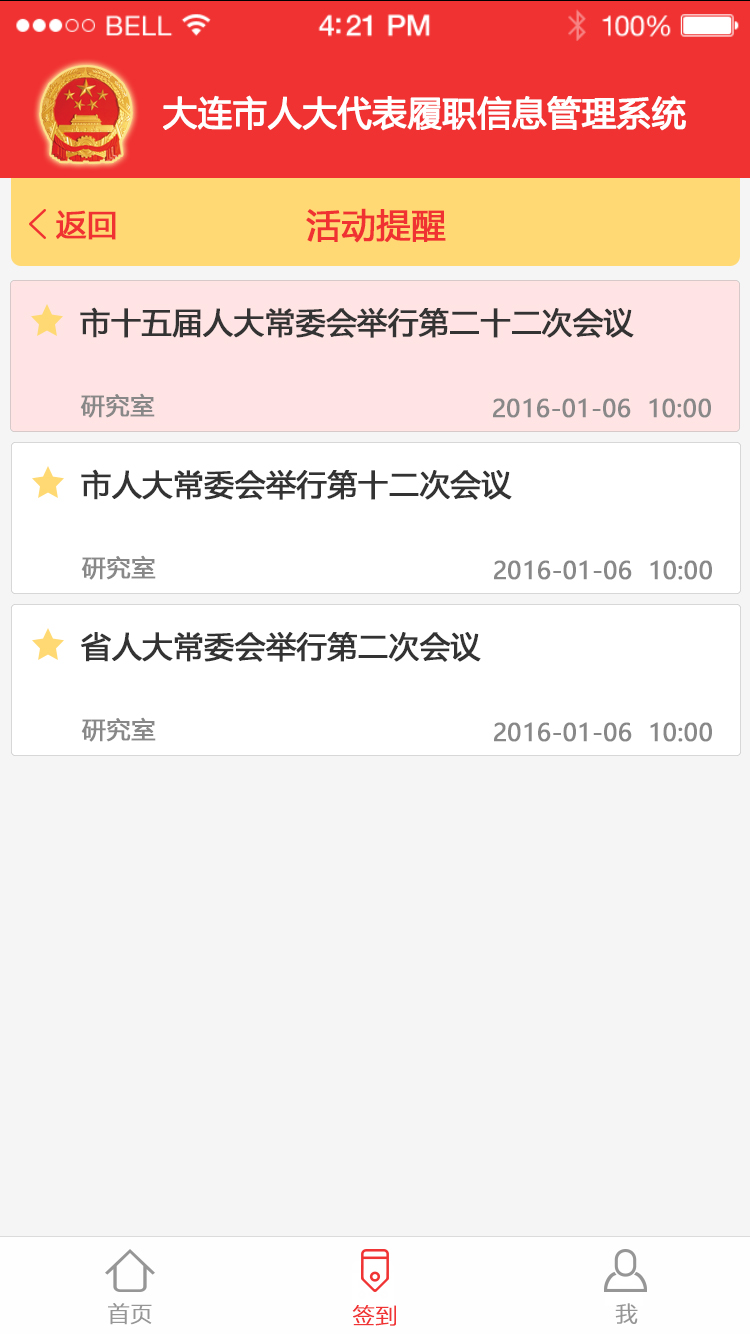 BELL 4:21 PM 100%
大连市人大代表履职信息管理系统
返回 活动提醒
市十五届人大常委会举行第二十二次会议
研究室 2016-01-06 10:00
市人大常委会举行第十二次会议
研究室 2016-01-06 10:00
省人大常委会举行第二次会议
研究室 2016-01-06 10:00
首页 签到 我